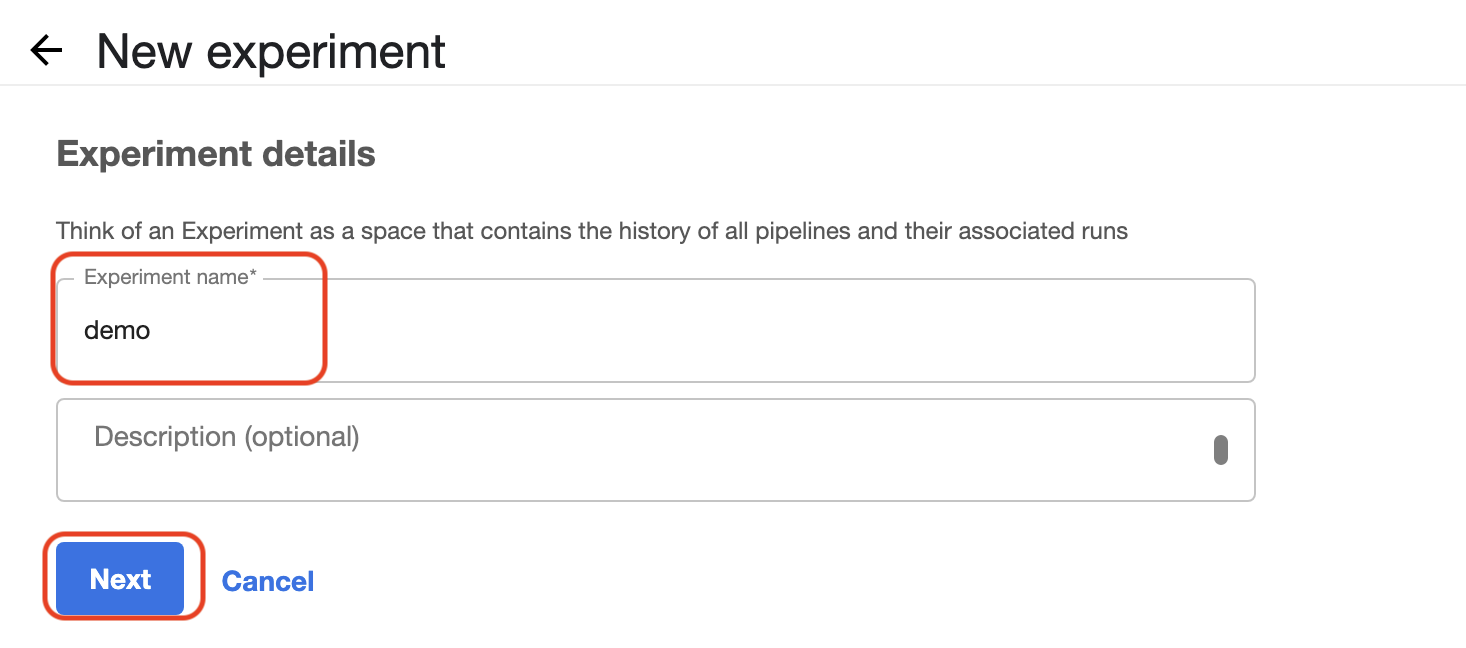 New experiment
Experiment details
Think of an Experiment as a space that contains the history of all pipelines and their associated runs
Experiment name*
demo
Description (optional)
Next Cancel